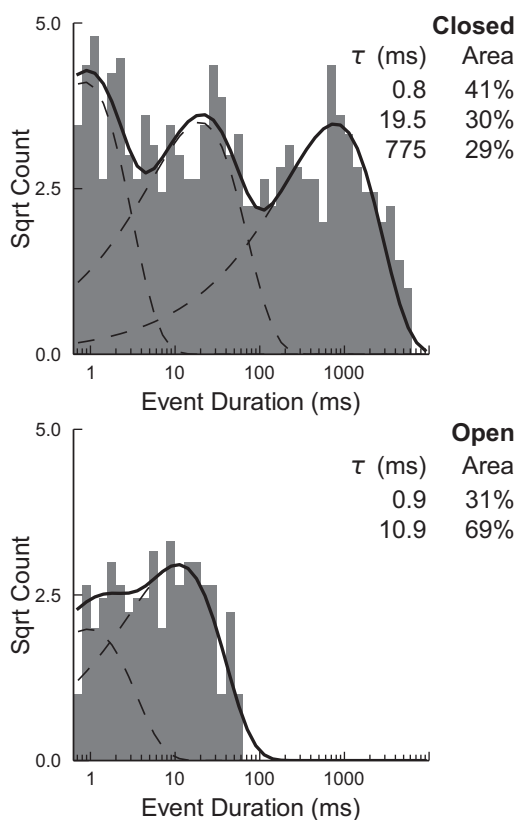 5.0
Closed
τ (ms) Area
0.8 41%
19.5 30%
775 29%
Sqrt Count
2.5
0.0
1 10 100 1000
Event Duration (ms)
5.0
Open
τ (ms) Area
0.9 31%
10.9 69%
Sqrt Count
2.5
0.0
1 10 100 1000
Event Duration (ms)